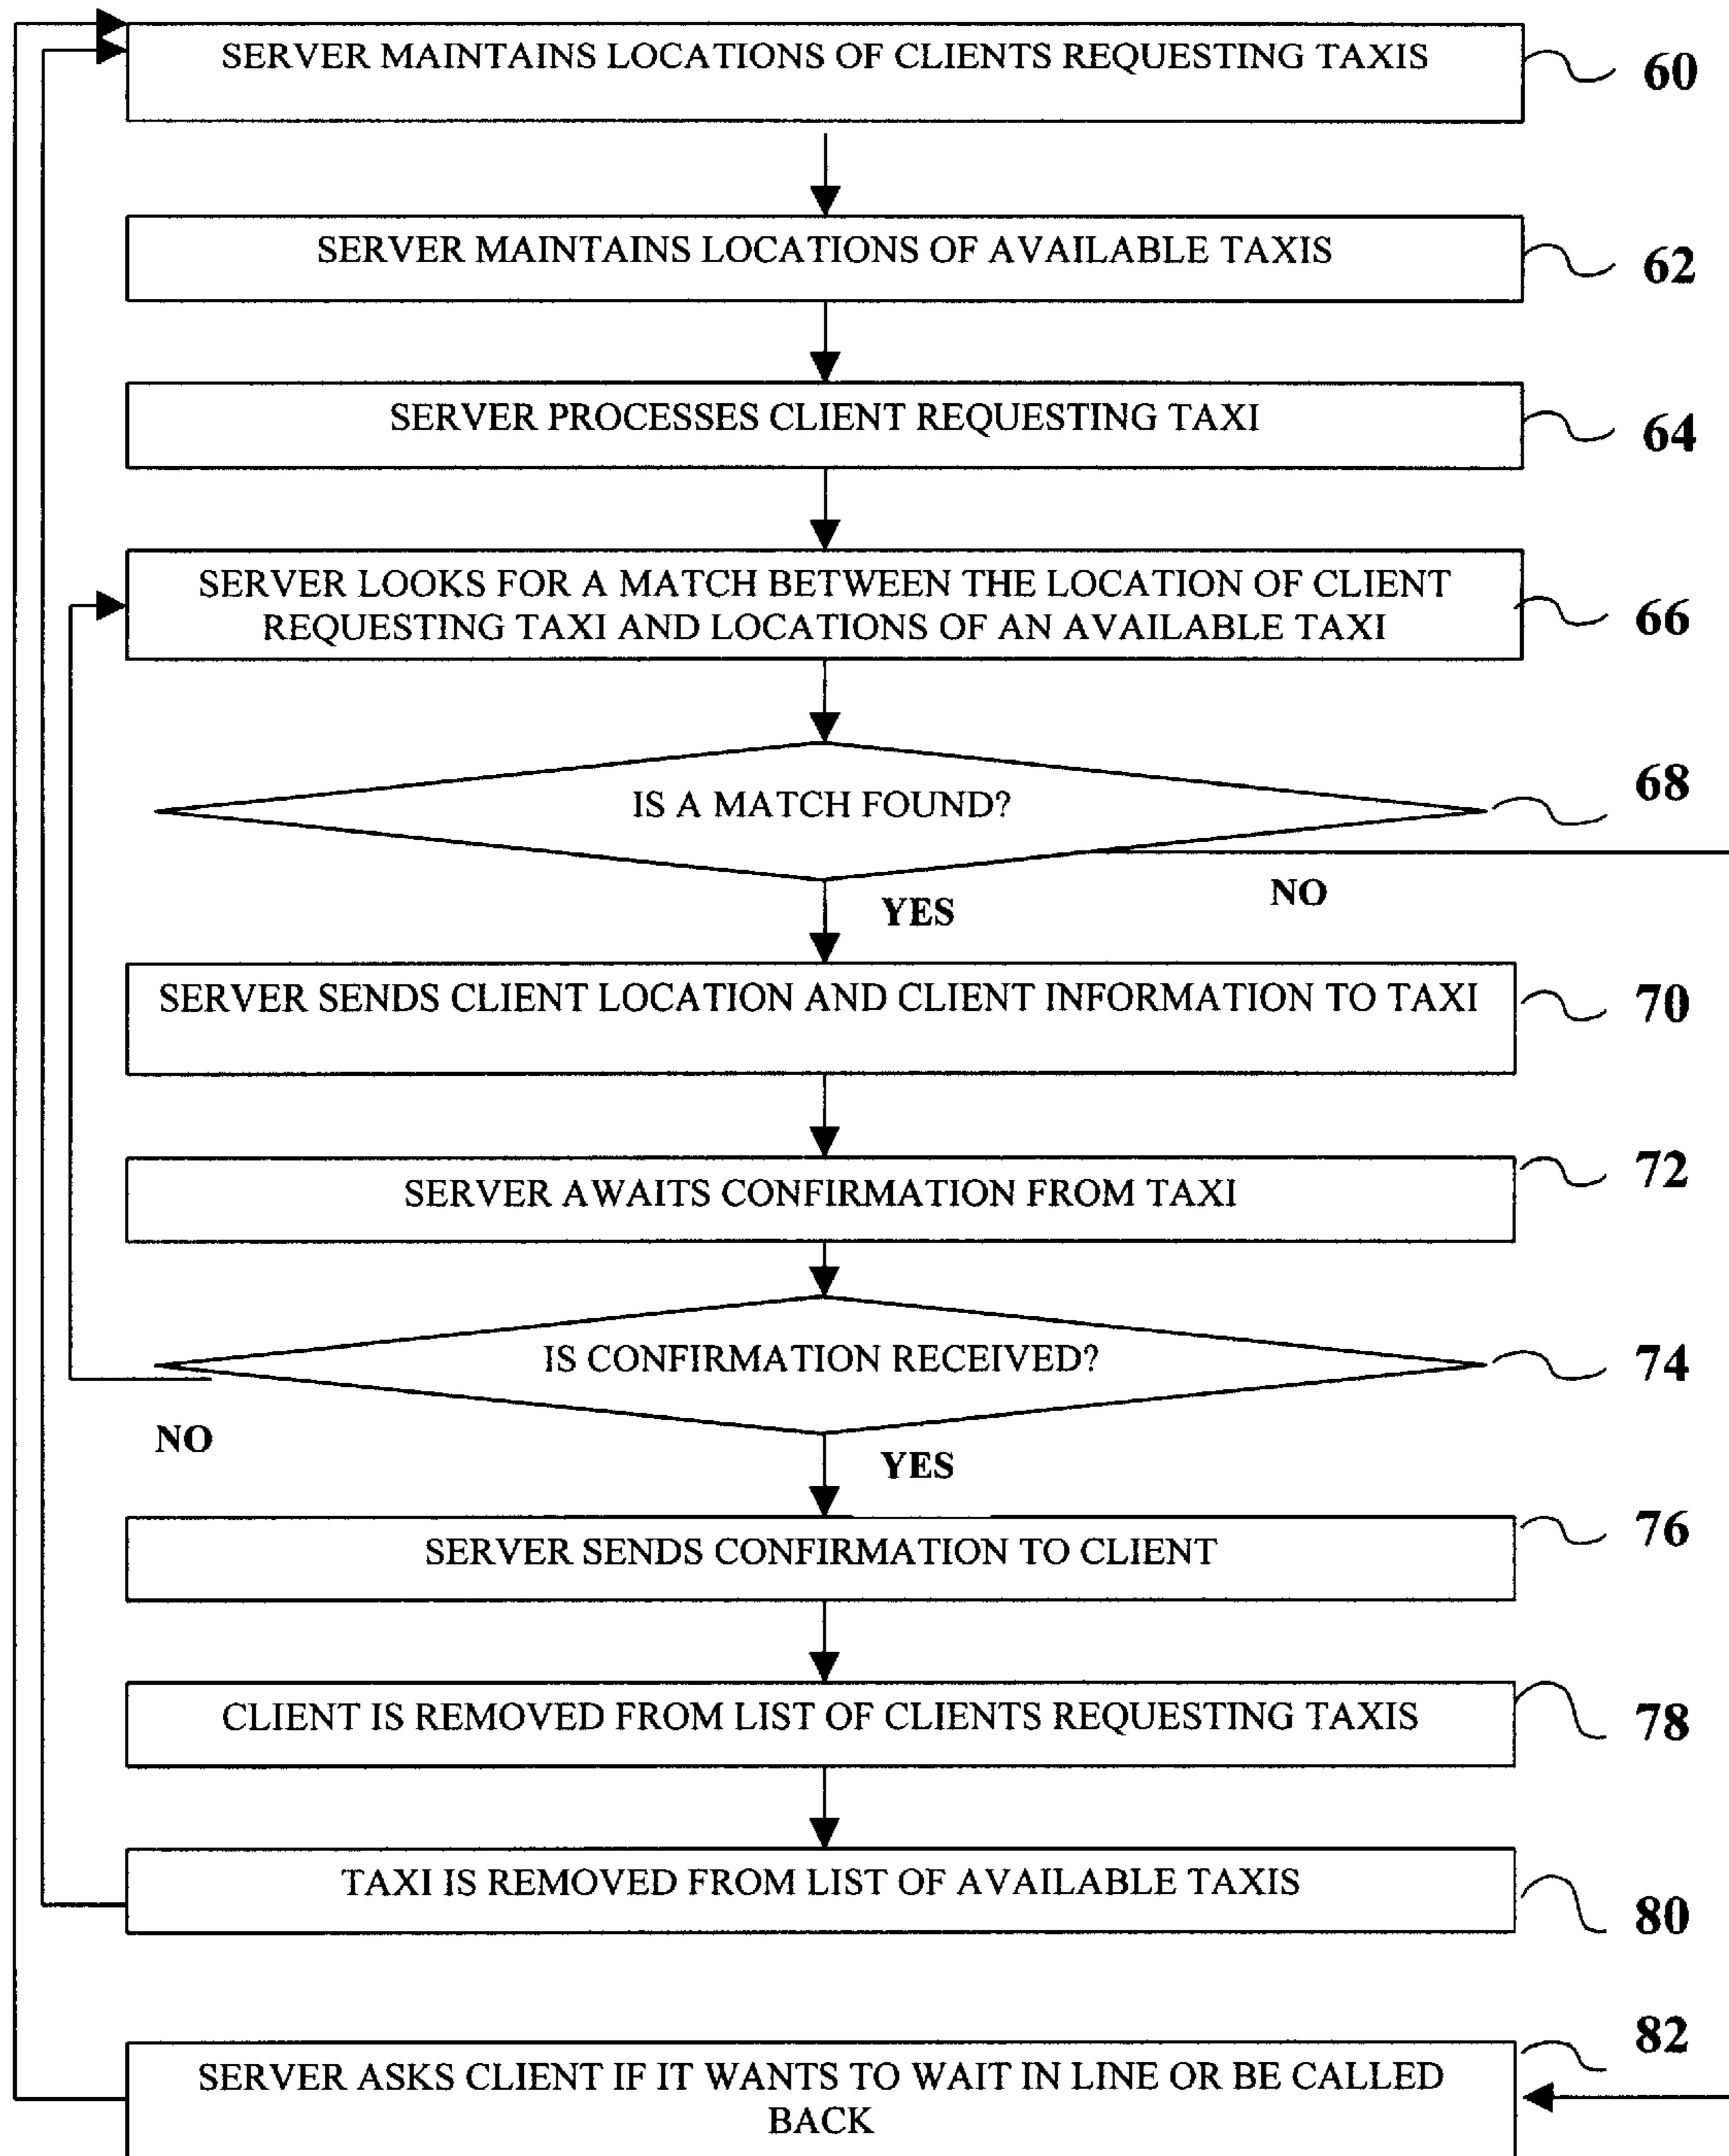 SERVER MAINTAINS LOCATIONS OF CLIENTS REQUESTING TAXIS
60
SERVER MAINTAINS LOCATIONS OF AVAILABLE TAXIS
62
SERVER PROCESSES CLIENT REQUESTING TAXI
64
SERVER LOOKS FOR A MATCH BETWEEN THE LOCATION OF CLIENT
REQUESTING TAXI AND LOCATIONS OF AN AVAILABLE TAXI
66
IS A MATCH FOUND?
68
NO
YES
SERVER SENDS CLIENT LOCATION AND CLIENT INFORMATION TO TAXI
70
SERVER AWAITS CONFIRMATION FROM TAXI
72
IS CONFIRMATION RECEIVED?
74
NO
YES
SERVER SENDS CONFIRMATION TO CLIENT
76
CLIENT IS REMOVED FROM LIST OF CLIENTS REQUESTING TAXIS
78
TAXI IS REMOVED FROM LIST OF AVAILABLE TAXIS
80
SERVER ASKS CLIENT IF IT WANTS TO WAIT IN LINE OR BE CALLED
BACK
82